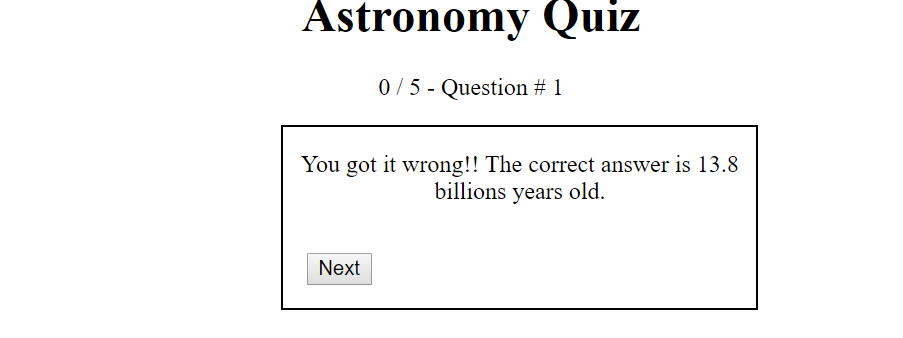 Astronomy Quiz
0 / 5 - Question # 1
You got it wrong!! The correct answer is 13.8
billions years old.
Next